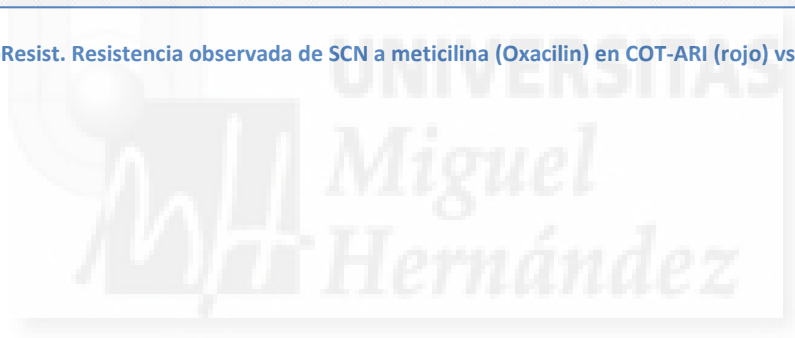 Resist. Resistencia observada de SCN a meticilina (Oxacilin) en COT-ARI (rojo) vs
UNIVERSITAS
Miguel
Hernández